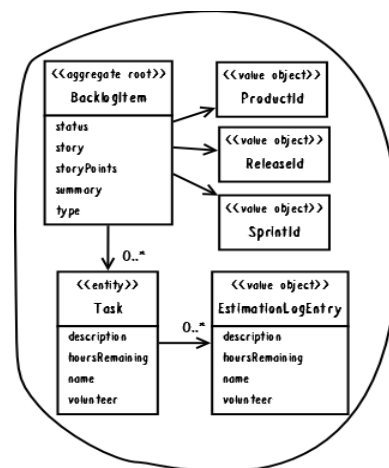 <<aggregate root>>
BacklogItem
status
story
storyPoints
summary
type
<<value object>>
ProductId
<<value object>>
ReleaseId
<<value object>>
SprintId
0..*
<<entity>>
Task
description
hoursRemaining
name
volunteer
0..*
<<value object>>
EstimationLogEntry
description
hoursRemaining
name
volunteer